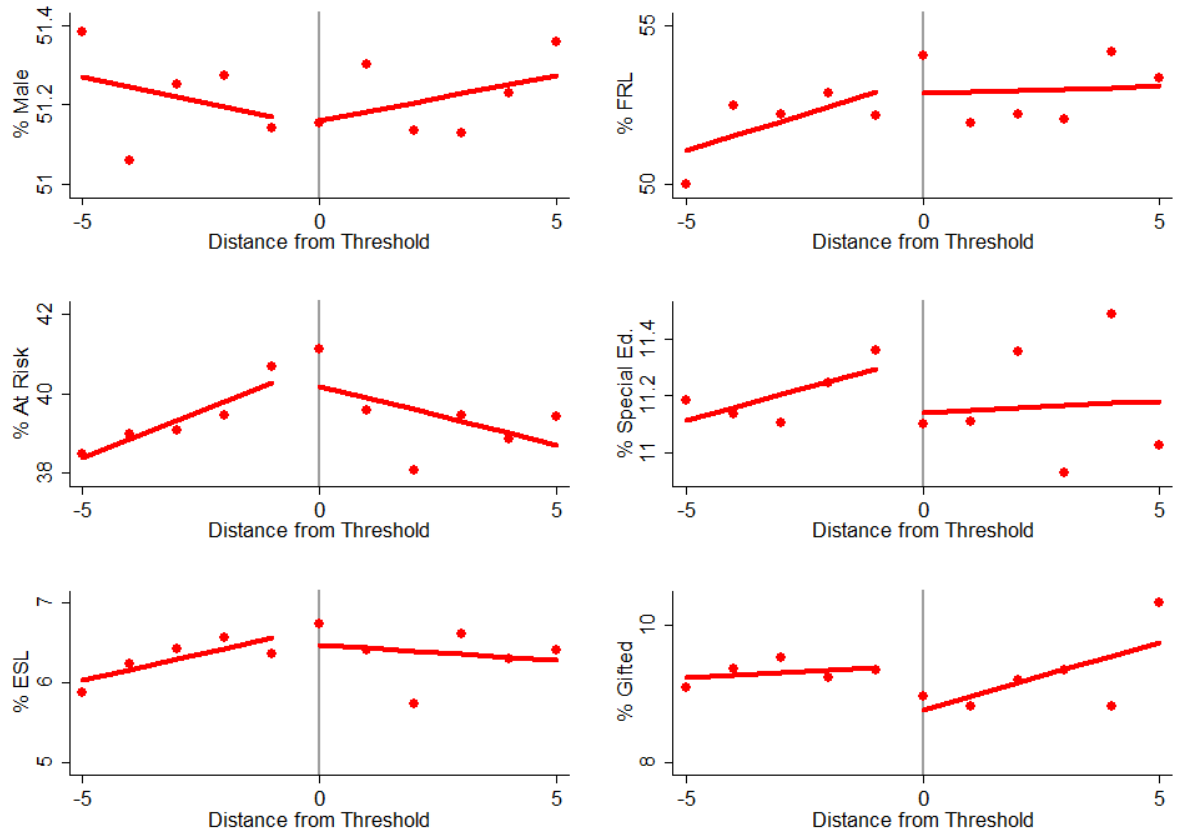 % Male
51.4
51.2
51
-5 0 5
Distance from Threshold
% FRL
55
50
-5 0 5
Distance from Threshold
% At Risk
42
40
38
-5 0 5
Distance from Threshold
% Special Ed.
11.4
11.2
11
-5 0 5
Distance from Threshold
% ESL
7
6
5
-5 0 5
Distance from Threshold
% Gifted
10
8
-5 0 5
Distance from Threshold